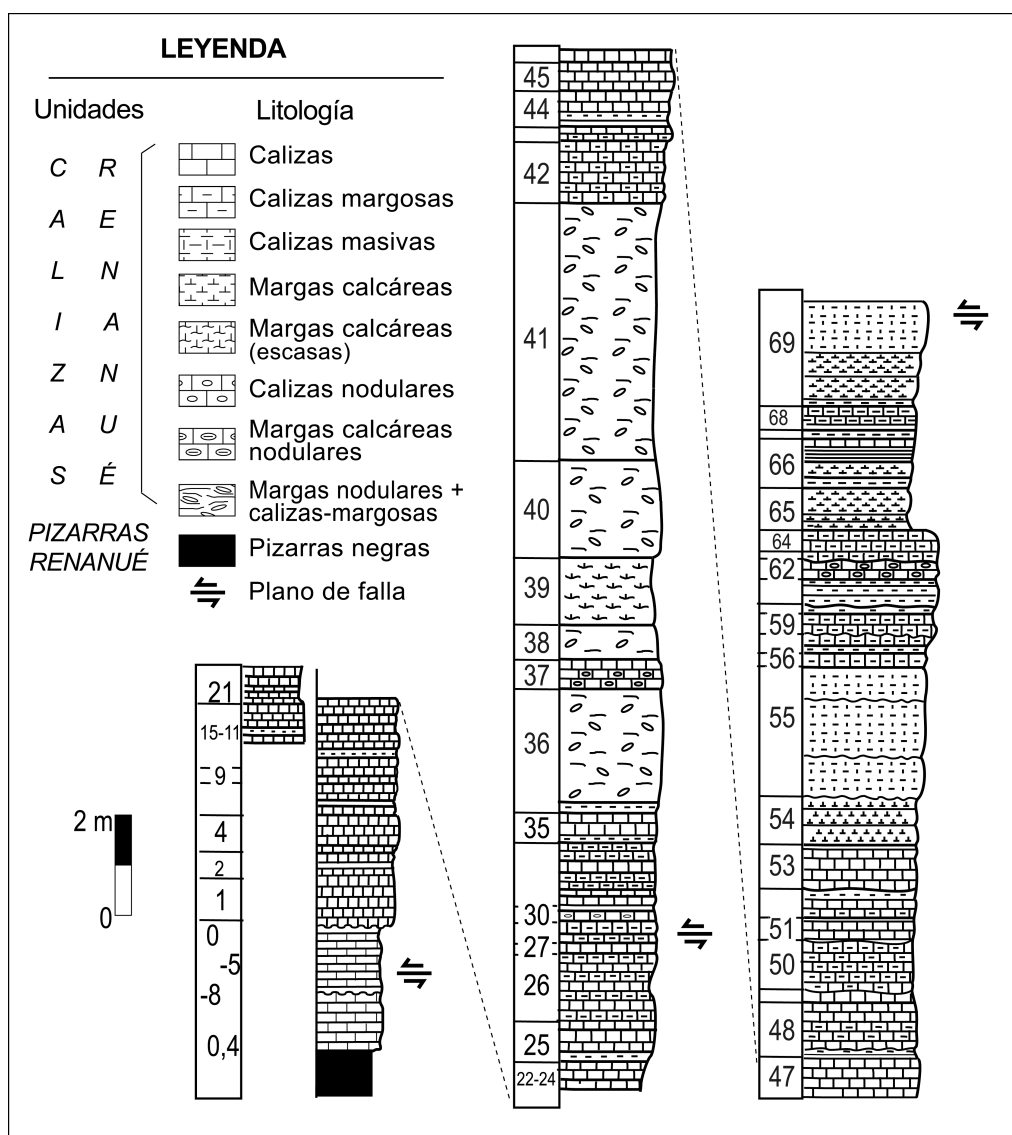 LEYENDA
Unidades
Litología
C R
A E
L N
I A
Z N
A U
S É
PIZARRAS
RENANUÉ
Calizas
Calizas margosas
Calizas masivas
Margas calcáreas
Margas calcáreas
(escasas)
Calizas nodulares
Margas calcáreas
nodulares
Margas nodulares +
calizas-margosas
Pizarras negras
Plano de falla
2 m
0
21
15-11
9
4
2
1
0
-5
-8
0,4
45
44
42
41
40
39
38
37
36
35
30
27
26
25
22-24
69
68
66
65
64
62
59
56
55
54
53
51
50
48
47